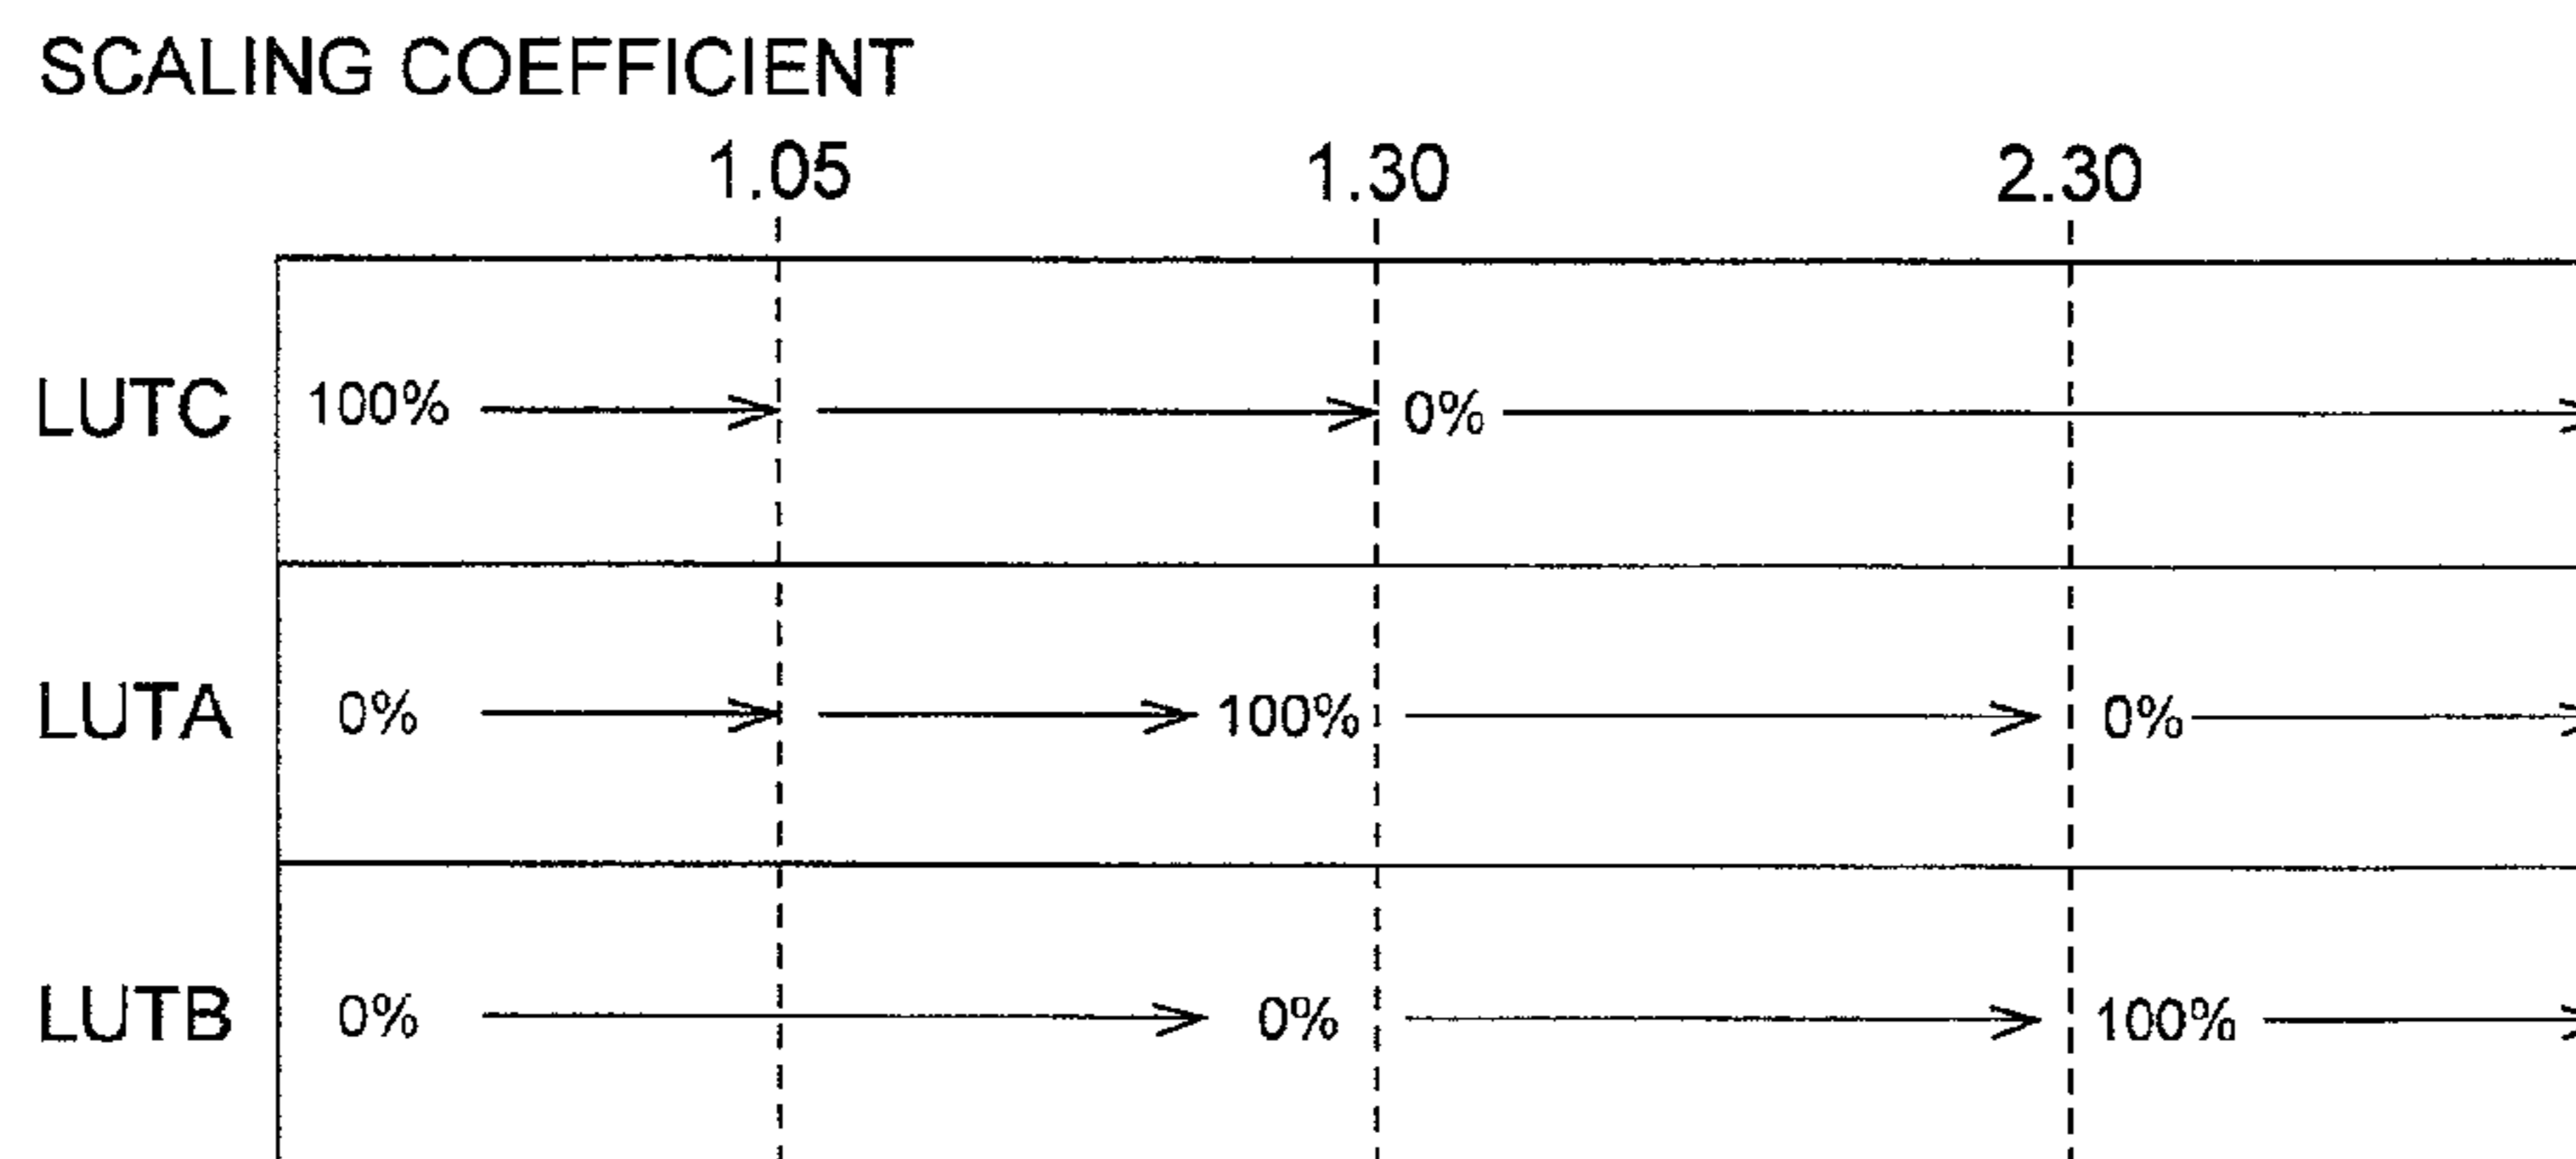 SCALING COEFFICIENT
1.05 1.30 2.30
LUTC 100% 0%
LUTA 0% 100% 0%
LUTB 0% 0% 100%